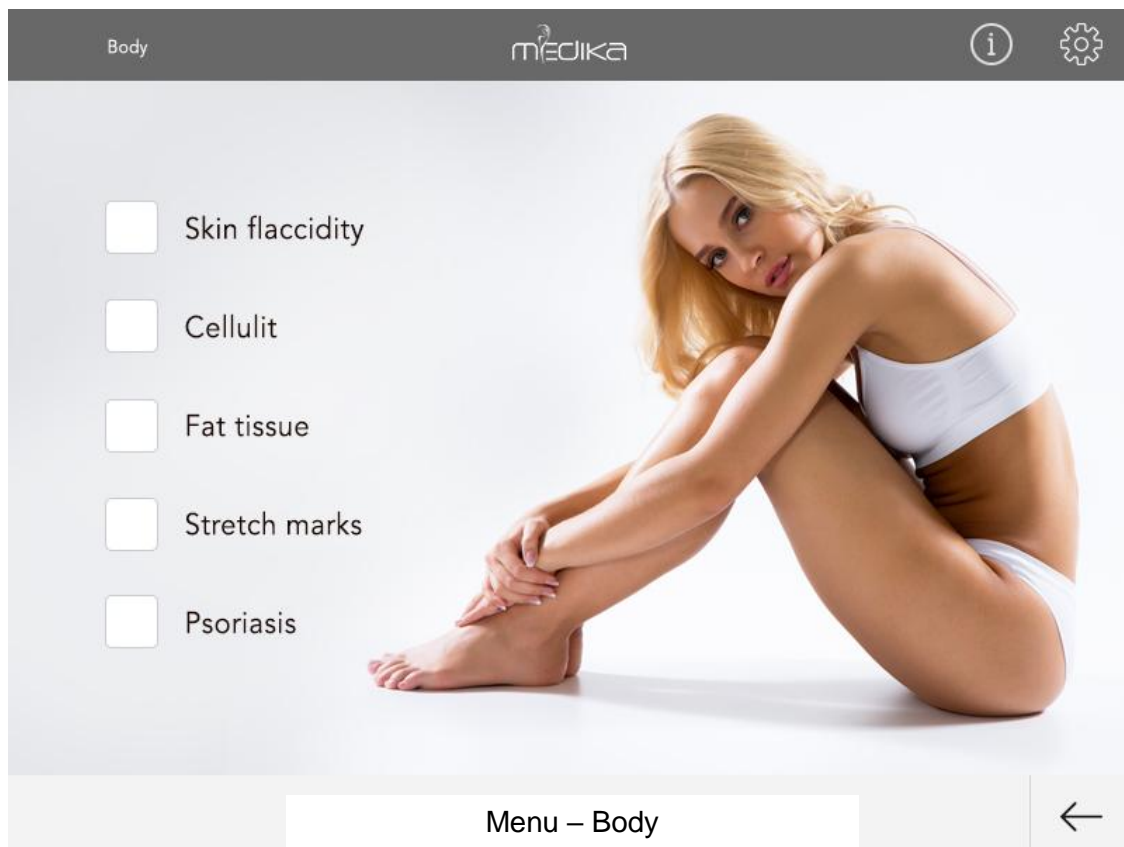 Body
medika
Skin flaccidity
Cellulit
Fat tissue
Stretch marks
Psoriasis
Menu – Body